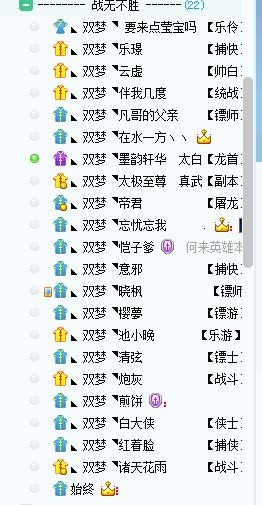 -------- 战无不胜 ------(22)
双梦 要来点莹宝吗 【乐伶
双梦 乐璟 【捕快
双梦 云虚 【帅白
双梦 伴我几度 【统战
双梦 凡哥的父亲 【镖师
双梦 在水一方丶丶
双梦 墨韵轩华 太白【龙首
双梦 太极至尊 真武【副本
双梦 帝君 【屠龙
双梦 忘忧忘我
双梦 恺子爹 何来英雄本
双梦 意邪 【捕快
双梦 晓枫 【镖师
双梦 樱夢 【镖游
双梦 池小晚 【乐游】
双梦 清弦 【镖士
双梦 炮灰 【战斗
双梦 煎饼
双梦 白大侠 【侠士
双梦 红着脸 【捕侠
双梦 诸天花雨 【战斗
始终